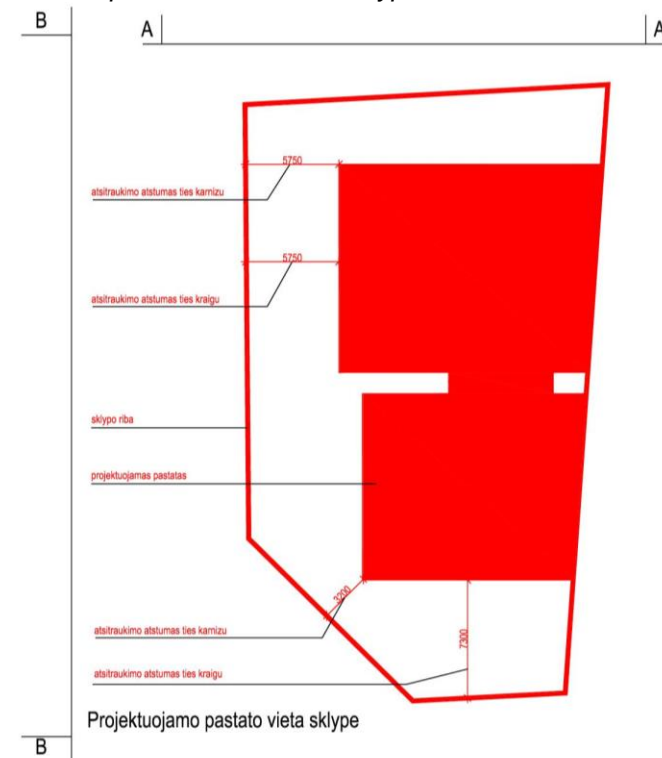 B
A
A
5750
atsitraukimo atstumas ties karnizu
5750
atsitraukimo atstumas ties kraigu
sklypo riba
projektuojamas pastatas
3200
atsitraukimo atstumas ties karnizu
7300
atsitraukimo atstumas ties kraigu
Projektuojamo pastato vieta sklype
B